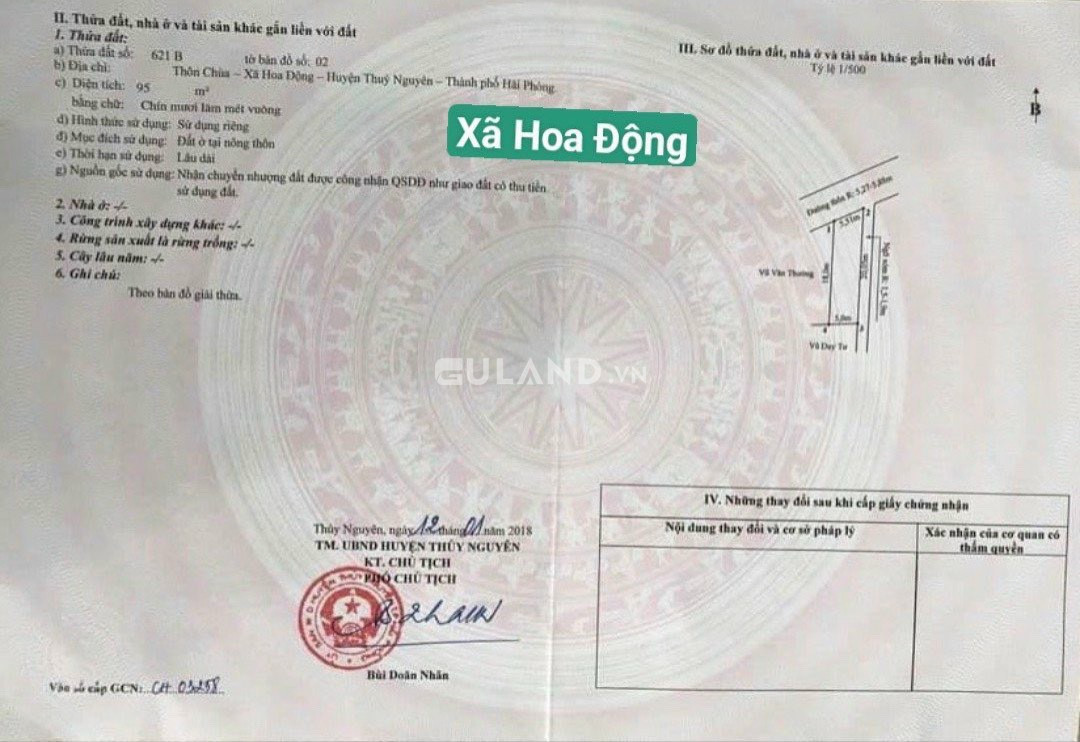 II. Thửa đất, nhà ở và tài sản khác gắn liền với đất
1. Thửa đất:
a) Thửa đất số: 621 B tờ bản đồ số: 02
b) Địa chỉ: Thôn Chùa – Xã Hoa Động – Huyện Thuỷ Nguyên – Thành phố Hải Phòng
c) Diện tích: 95 m²
bằng chữ: Chín mươi lăm mét vuông
d) Hình thức sử dụng: Sử dụng riêng
đ) Mục đích sử dụng: Đất ở tại nông thôn
e) Thời hạn sử dụng: Lâu dài
g) Nguồn gốc sử dụng: Nhận chuyển nhượng đất được công nhận QSDĐ như giao đất có thu tiền
sử dụng đất.
2. Nhà ở: -/-
3. Công trình xây dựng khác: -/-
4. Rừng sản xuất là rừng trồng: -/-
5. Cây lâu năm: -/-
6. Ghi chú:
Theo bản đồ giải thửa.
Xã Hoa Động
III. Sơ đồ thửa đất, nhà ở và tài sản khác gắn liền với đất
Tỷ lệ 1/500
B
5,51m
Vũ Văn Thường
5,0m
Vũ Duy Tư
GULAND.VN
Thủy Nguyên, ngày 12 tháng 01 năm 2018
TM. UBND HUYỆN THỦY NGUYÊN
KT. CHỦ TỊCH
PHÓ CHỦ TỊCH
Bùi Doãn Nhân
Vào sổ cấp GCN: CH 03258
IV. Những thay đổi sau khi cấp giấy chứng nhận
Nội dung thay đổi và cơ sở pháp lý
Xác nhận của cơ quan có
thẩm quyền